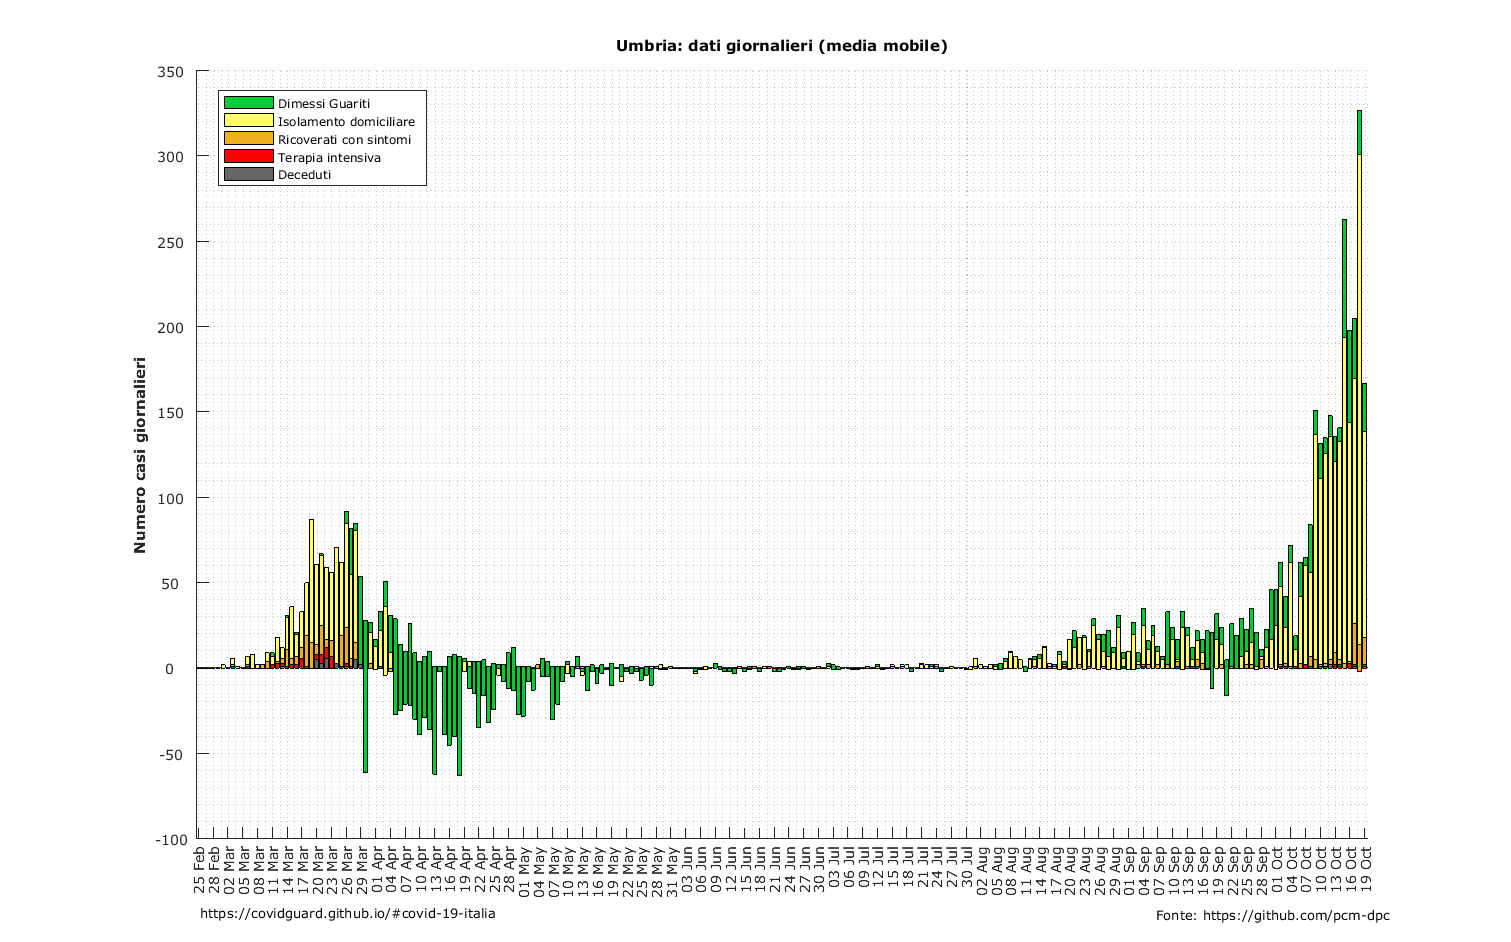 Umbria: dati giornalieri (media mobile)
350
300
250
200
150
100
50
0
-50
-100
Numero casi giornalieri
Dimessi Guariti
Isolamento domiciliare
Ricoverati con sintomi
Terapia intensiva
Deceduti
25 Feb
28 Feb
02 Mar
05 Mar
08 Mar
11 Mar
14 Mar
17 Mar
20 Mar
23 Mar
26 Mar
29 Mar
01 Apr
04 Apr
07 Apr
10 Apr
13 Apr
16 Apr
19 Apr
22 Apr
25 Apr
28 Apr
01 May
04 May
07 May
10 May
13 May
16 May
19 May
22 May
25 May
28 May
31 May
03 Jun
06 Jun
09 Jun
12 Jun
15 Jun
18 Jun
21 Jun
24 Jun
27 Jun
30 Jun
03 Jul
06 Jul
09 Jul
12 Jul
15 Jul
18 Jul
21 Jul
24 Jul
27 Jul
30 Jul
02 Aug
05 Aug
08 Aug
11 Aug
14 Aug
17 Aug
20 Aug
23 Aug
26 Aug
29 Aug
01 Sep
04 Sep
07 Sep
10 Sep
13 Sep
16 Sep
19 Sep
22 Sep
25 Sep
28 Sep
01 Oct
04 Oct
07 Oct
10 Oct
13 Oct
16 Oct
19 Oct
https://covidguard.github.io/#covid-19-italia
Fonte: https://github.com/pcm-dpc